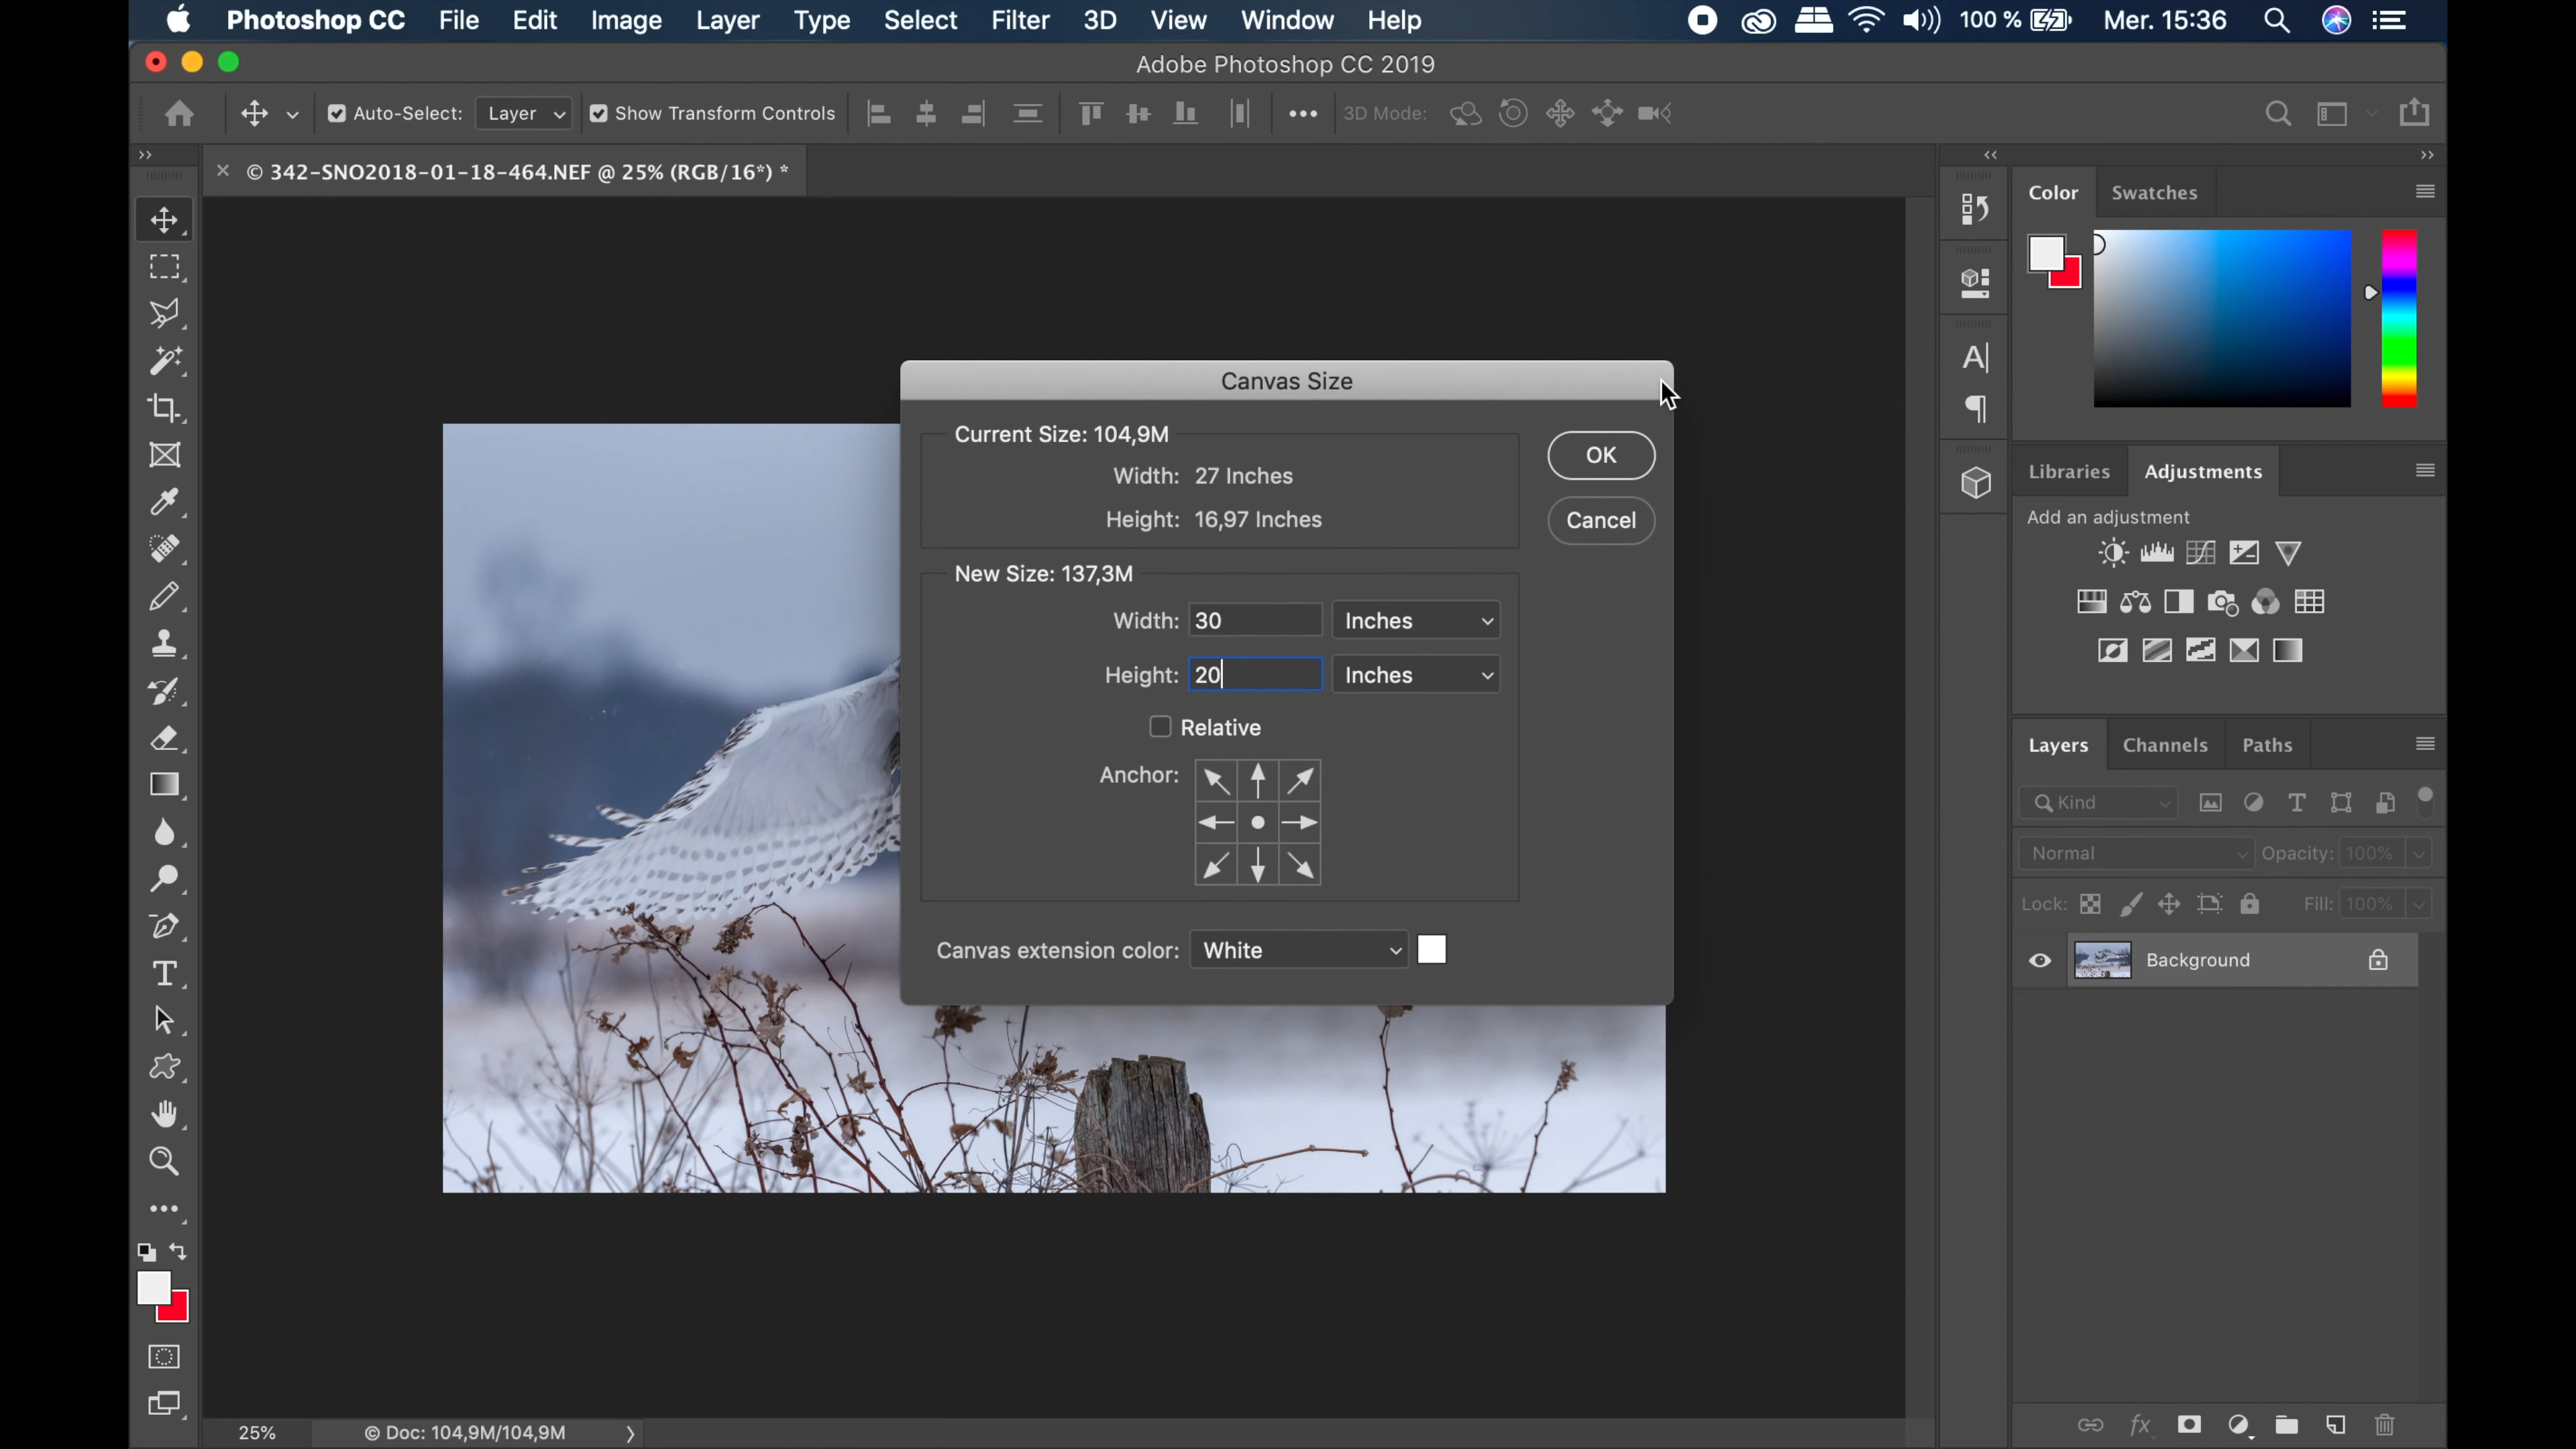 Photoshop CC File Edit Image Layer Type Select Filter 3D View Window Help 100 % Mer. 15:36
Adobe Photoshop CC 2019
Auto-Select: Layer Show Transform Controls 3D Mode:
© 342-SNO2018-01-18-464.NEF @ 25% (RGB/16*) *
Color Swatches
Canvas Size
Current Size: 104,9M
Width: 27 Inches
Height: 16,97 Inches
OK
Cancel
New Size: 137,3M
Width: 30 Inches
Height: 20 Inches
Relative
Anchor:
Canvas extension color: White
Libraries Adjustments
Add an adjustment
Layers Channels Paths
Kind
Normal Opacity: 100%
Lock: Fill: 100%
Background
fx
25% © Doc: 104,9M/104,9M